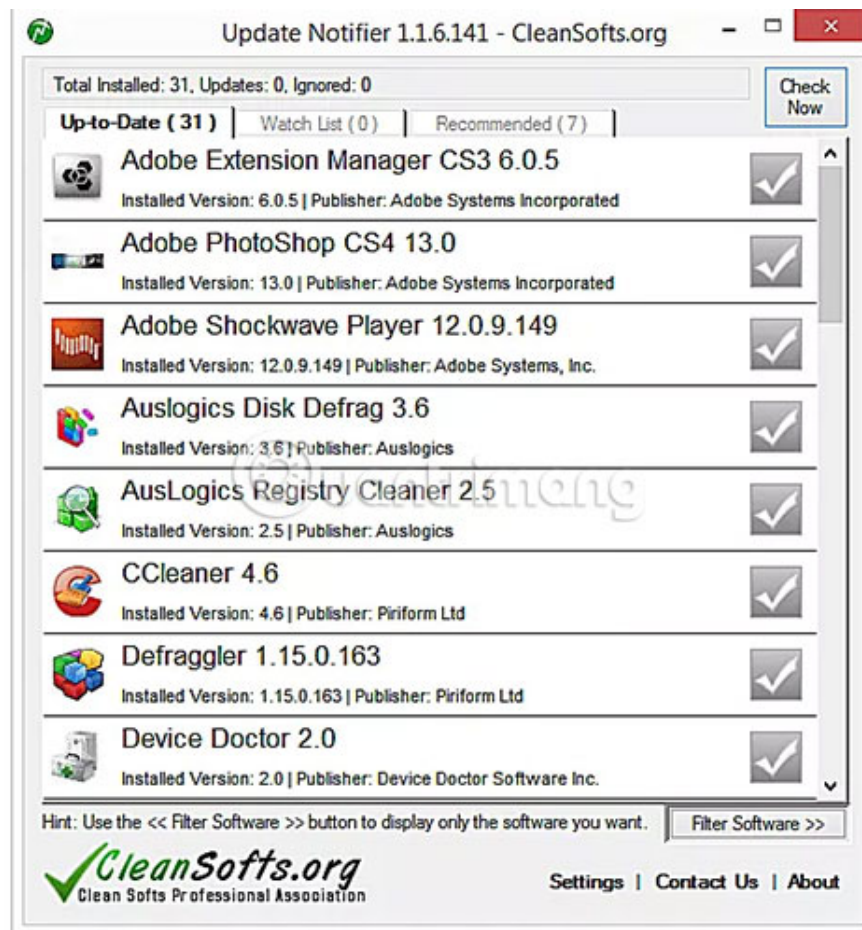 Update Notifier 1.1.6.141 - CleanSofts.org
Total Installed: 31, Updates: 0, Ignored: 0
Check
Now
Up-to-Date ( 31 ) Watch List ( 0 ) Recommended ( 7 )
Adobe Extension Manager CS3 6.0.5
Installed Version: 6.0.5 | Publisher: Adobe Systems Incorporated
Adobe PhotoShop CS4 13.0
Installed Version: 13.0 | Publisher: Adobe Systems Incorporated
Adobe Shockwave Player 12.0.9.149
Installed Version: 12.0.9.149 | Publisher: Adobe Systems, Inc.
Auslogics Disk Defrag 3.6
Installed Version: 3.6 | Publisher: Auslogics
AusLogics Registry Cleaner 2.5
Quantrimang
Installed Version: 2.5 | Publisher: Auslogics
CCleaner 4.6
Installed Version: 4.6 | Publisher: Piriform Ltd
Defraggler 1.15.0.163
Installed Version: 1.15.0.163 | Publisher: Piriform Ltd
Device Doctor 2.0
Installed Version: 2.0 | Publisher: Device Doctor Software Inc.
Hint: Use the << Filter Software >> button to display only the software you want. Filter Software >>
CleanSofts.org
Clean Softs Professional Association
Settings | Contact Us | About